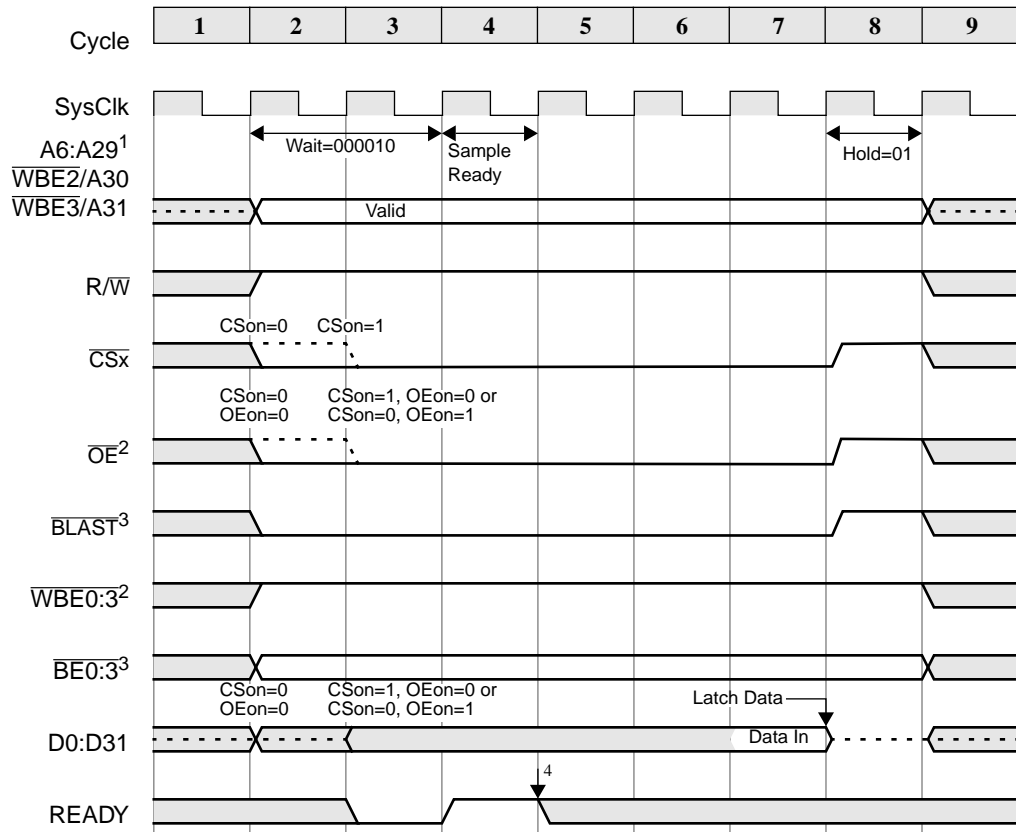 Cycle 1 2 3 4 5 6 7 8 9
SysClk
Wait=000010 Sample Ready Hold=01
A6:A29¹
WBE2/A30
WBE3/A31
Valid
R/W
CSon=0 CSon=1
CSx
CSon=0 CSon=1, OEon=0 or
OEon=0 CSon=0, OEon=1
OE²
BLAST³
WBE0:3²
BE0:3³
CSon=0 CSon=1, OEon=0 or
OEon=0 CSon=0, OEon=1
Latch Data
D0:D31
Data In
4
READY